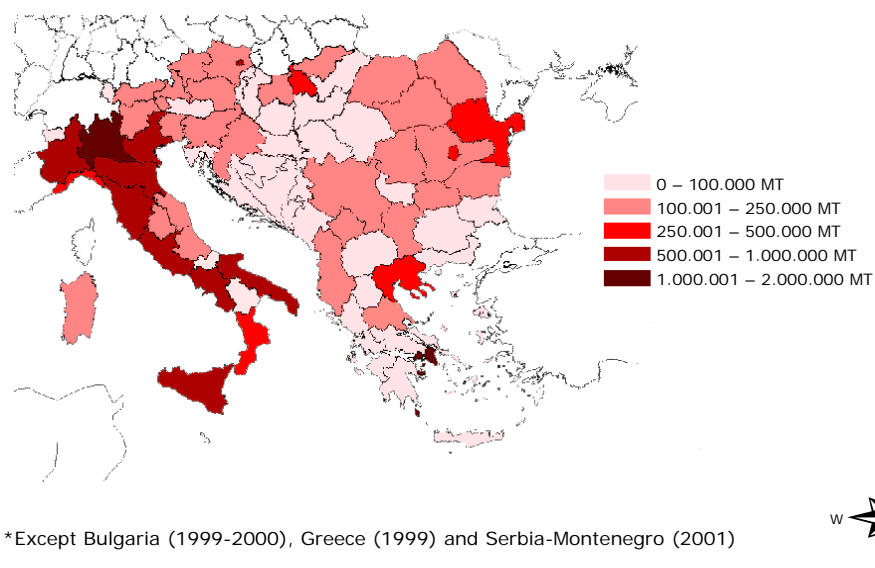 0 – 100.000 MT
100.001 – 250.000 MT
250.001 – 500.000 MT
500.001 – 1.000.000 MT
1.000.001 – 2.000.000 MT
W
*Except Bulgaria (1999-2000), Greece (1999) and Serbia-Montenegro (2001)